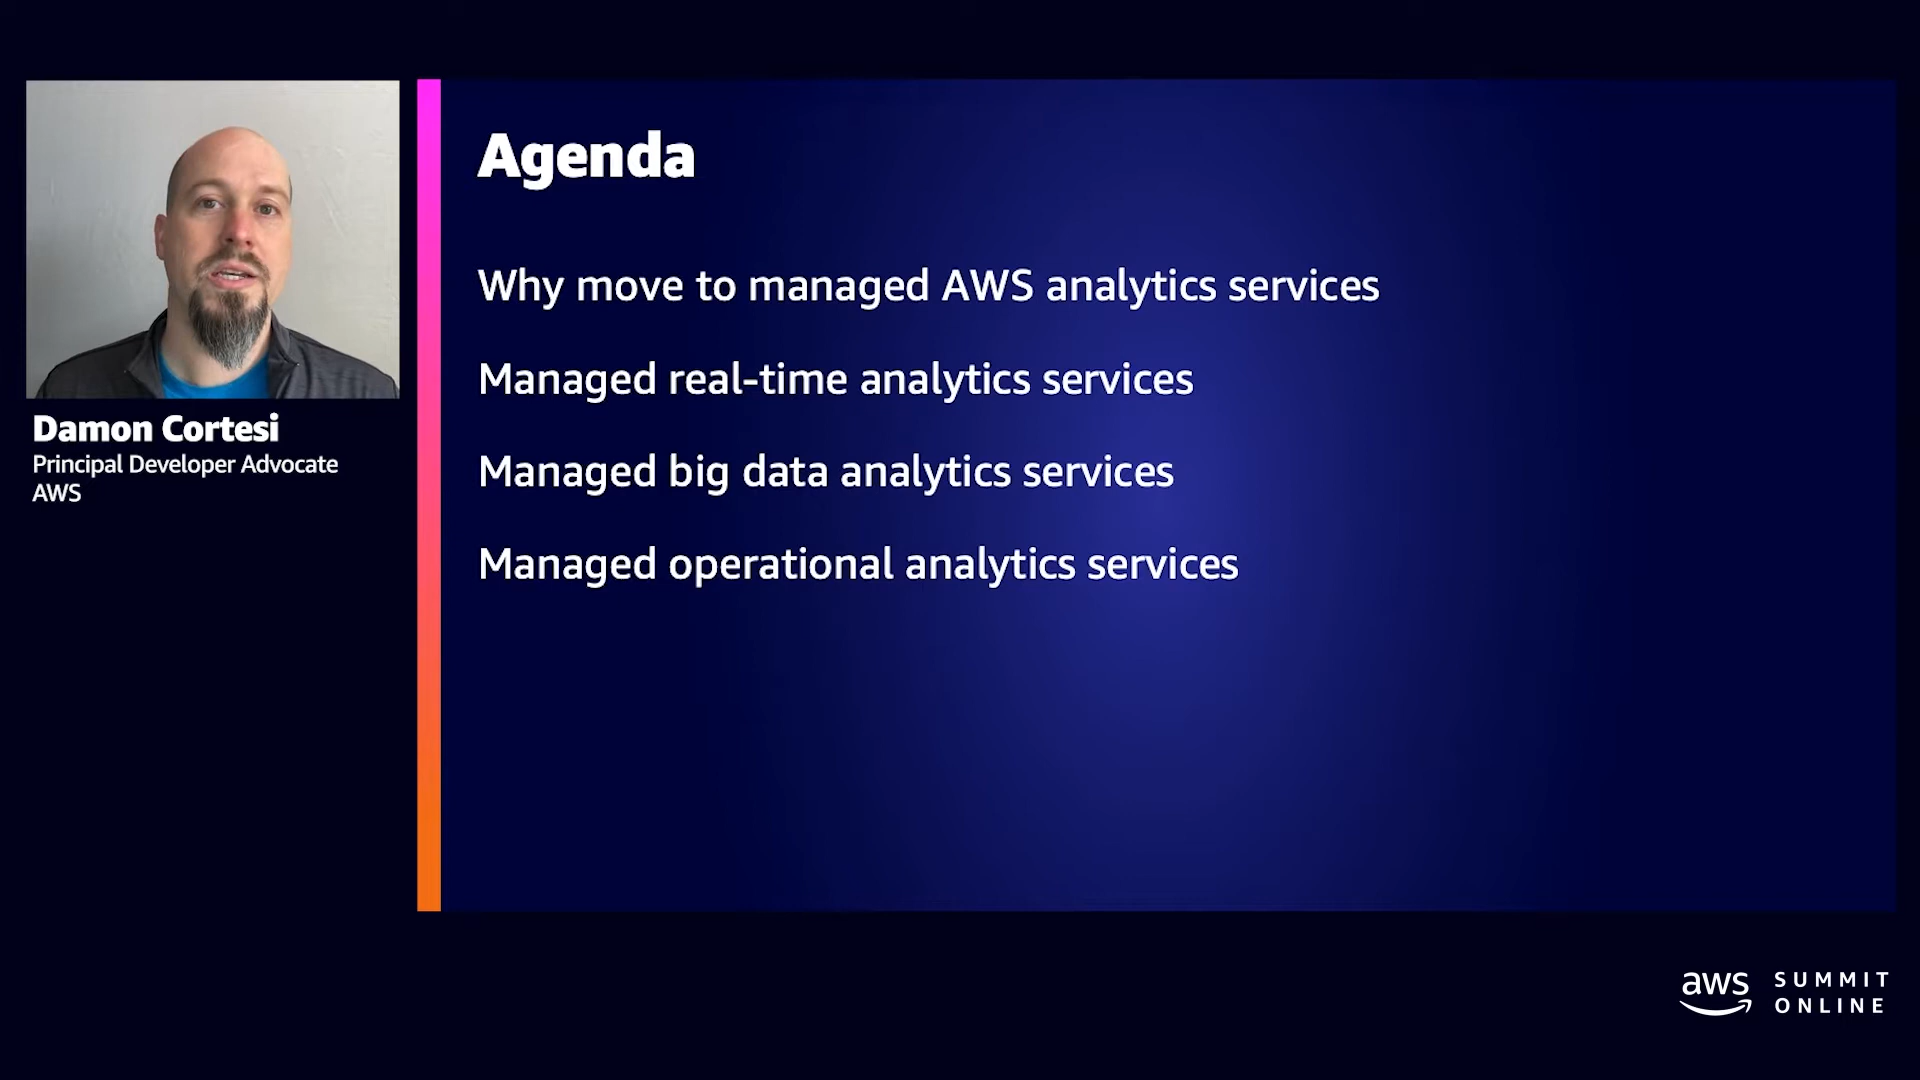 Damon Cortesi
Principal Developer Advocate
AWS
Agenda
Why move to managed AWS analytics services
Managed real-time analytics services
Managed big data analytics services
Managed operational analytics services
aws
SUMMIT
ONLINE